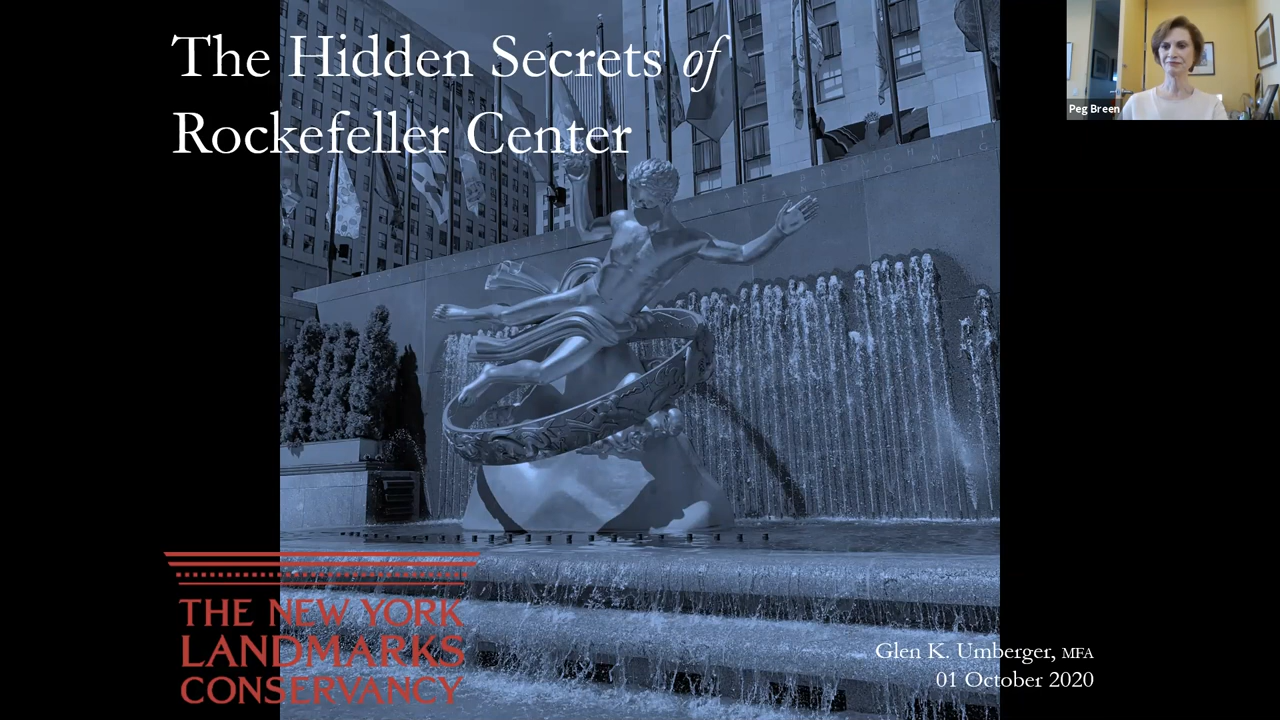 The Hidden Secrets of
Rockefeller Center
Peg Breen
THE NEW YORK
LANDMARKS
CONSERVANCY
Glen K. Umberger, MFA
01 October 2020